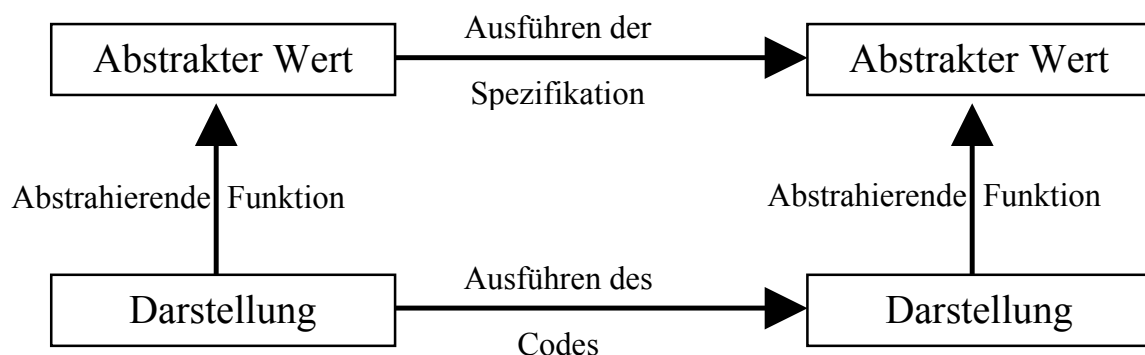 Ausführen der
Abstrakter Wert
Abstrakter Wert
Spezifikation
Abstrahierende Funktion
Abstrahierende Funktion
Ausführen des
Darstellung
Darstellung
Codes